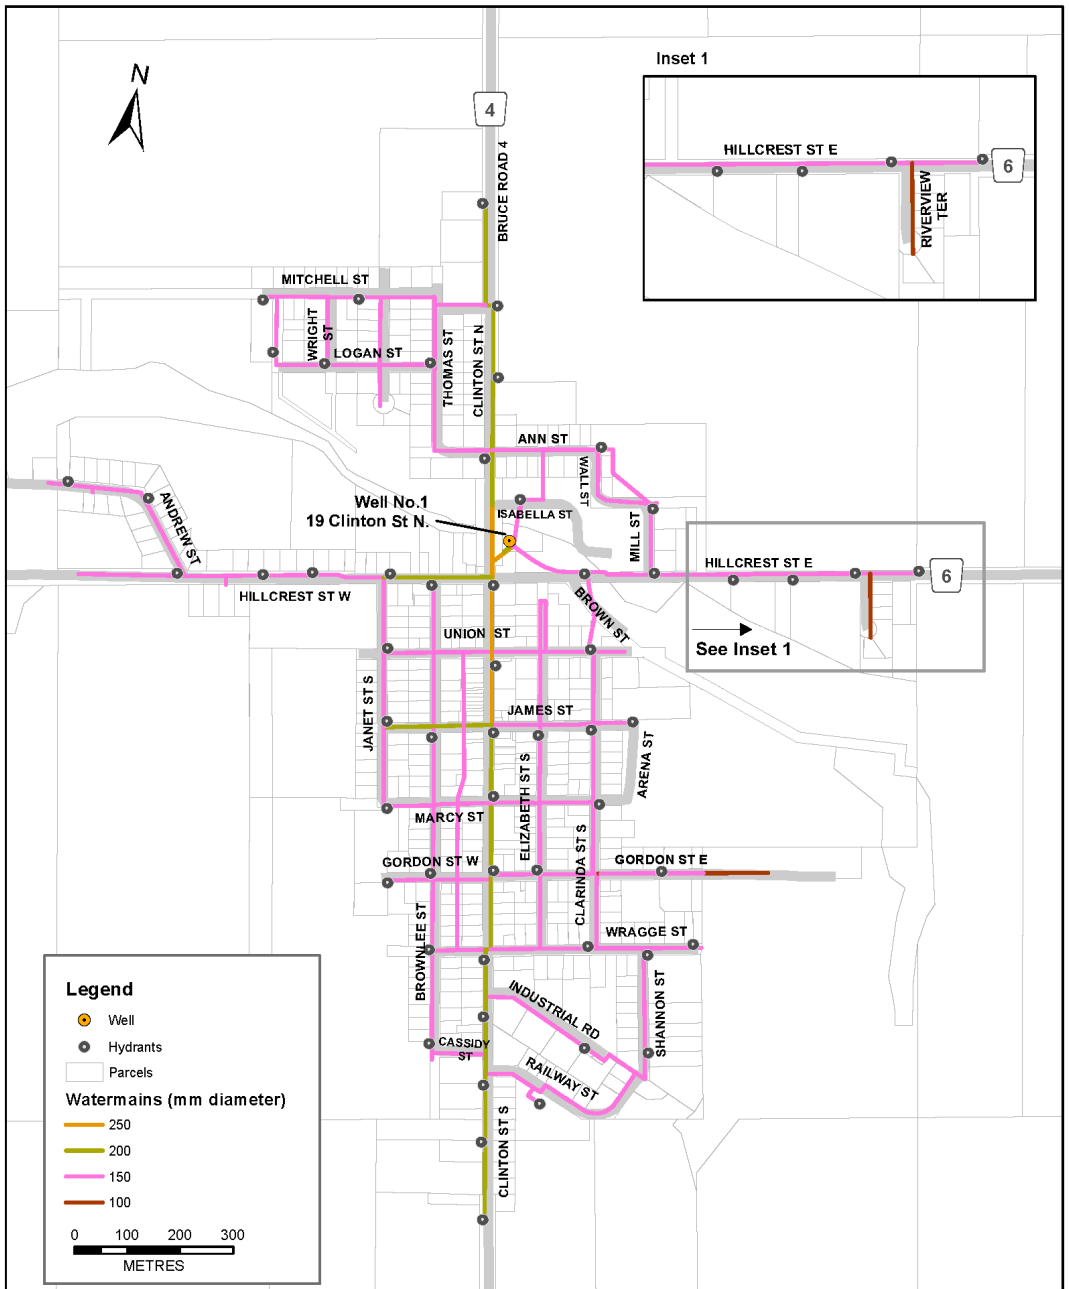 Inset 1
N
4
HILLCREST ST E
6
RIVERVIEW
TER
BRUCE ROAD 4
MITCHELL ST
WRIGHT
ST
LOGAN ST
THOMAS ST
CLINTON ST N
ANN ST
WALL ST
Well No.1
19 Clinton St N.
ISABELLA ST
ANDREW ST
MILL ST
HILLCREST ST E
6
HILLCREST ST W
BROWN ST
UNION ST
See Inset 1
JANET ST S
JAMES ST
ELIZABETH ST S
ARENA ST
MARCY ST
CLARINDA ST S
GORDON ST W
GORDON ST E
BROWNLEE ST
WRAGGE ST
INDUSTRIAL RD
SHANNON ST
CASSIDY
ST
RAILWAY ST
CLINTON ST S
Legend
Well
Hydrants
Parcels
Watermains (mm diameter)
250
200
150
100
0 100 200 300
METRES